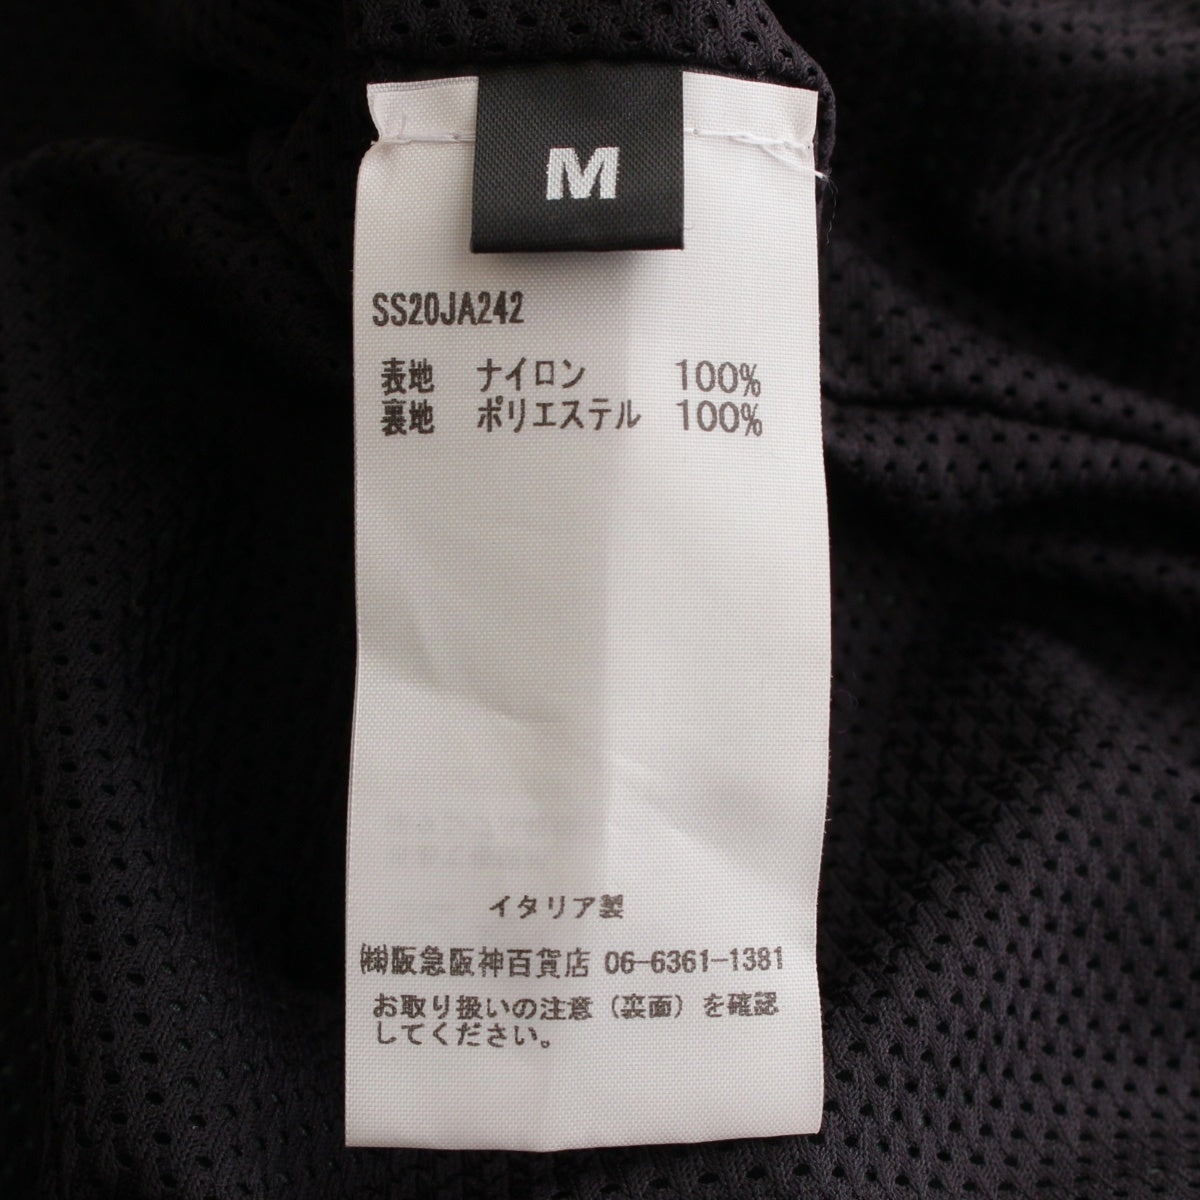 M
SS20JA242
表地 ナイロン 100%
裏地 ポリエステル 100%
イタリア製
㈱阪急阪神百貨店 06-6361-1381
お取り扱いの注意(裏面)を確認
してください。